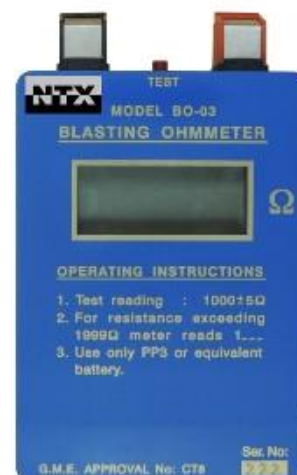 TEST
NTX
MODEL BO-03
BLASTING OHMMETER
Ω
OPERATING INSTRUCTIONS
1. Test reading : 1000±5Ω
2. For resistance exceeding
1999Ω meter reads 1...
3. Use only PP3 or equivalent
battery.
Ser. No:
G.M.E. APPROVAL No: CT8